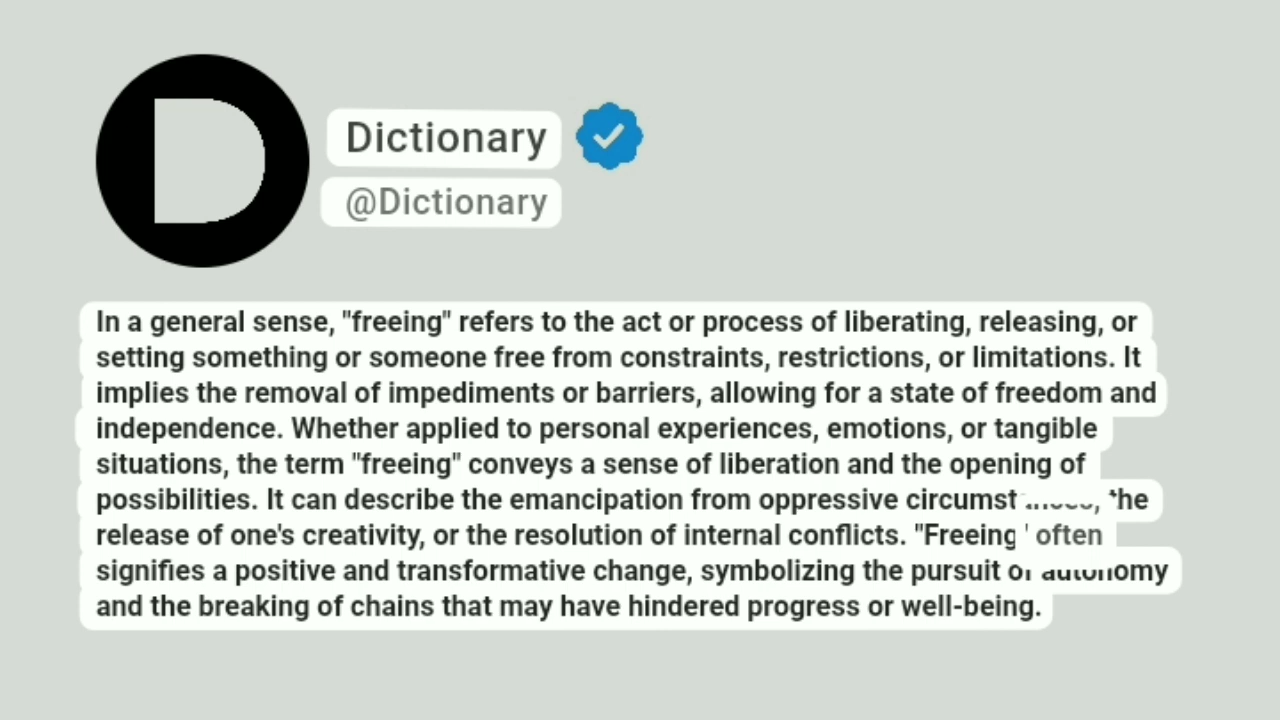 D
Dictionary
@Dictionary
In a general sense, "freeing" refers to the act or process of liberating, releasing, or
setting something or someone free from constraints, restrictions, or limitations. It
implies the removal of impediments or barriers, allowing for a state of freedom and
independence. Whether applied to personal experiences, emotions, or tangible
situations, the term "freeing" conveys a sense of liberation and the opening of
possibilities. It can describe the emancipation from oppressive the
release of one's creativity, or the resolution of internal conflicts. "Freeing ' often
signifies a positive and transformative change, symbolizing the pursuit of autonomy
and the breaking of chains that may have hindered progress or well-being.